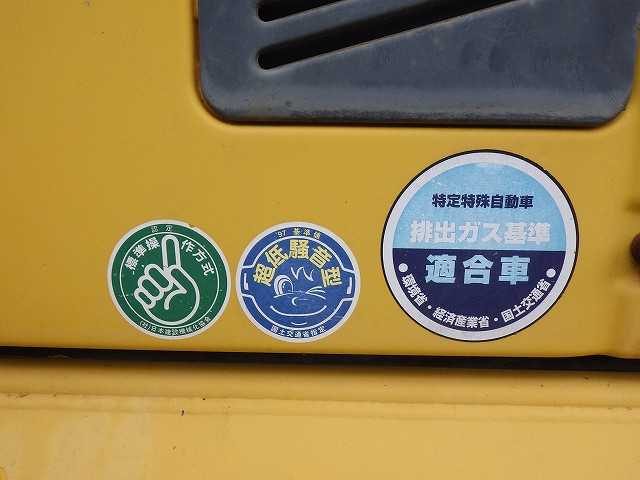 認定
標準操作方式
(社)日本建設機械化協会
'97 基準値
超低騒音型
国土交通省指定
特定特殊自動車
排出ガス基準
適合車
環境省・経済産業省・国土交通省